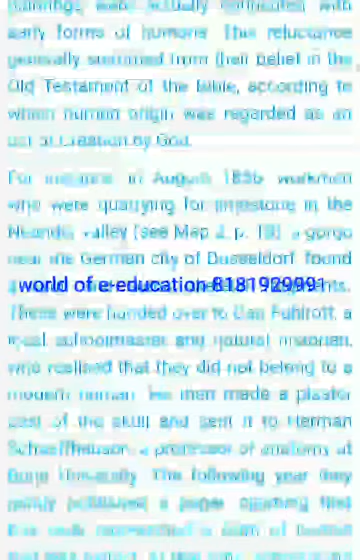 early forms of humans. This reluctance
generally stemmed from their belief in the
Old Testament of the Bible, according to
which human origin was regarded as an
act of Creation by God.
For instance, in August 1856 workmen
who were quarrying for limestone in the
Neander valley (see Map 2, p. 18), a gorge
near the German city of Dusseldorf, found
world of e-education 8181929991
These were handed over to Carl Fuhlrott, a
local schoolmaster and natural historian,
who realised that they did not belong to a
modern human. He then made a plaster
cast of the skull and sent it to Herman
Schaaffhausen, a professor of anatomy at
Bonn University. The following year they
jointly published a paper, claiming that
this skull represented a form of human